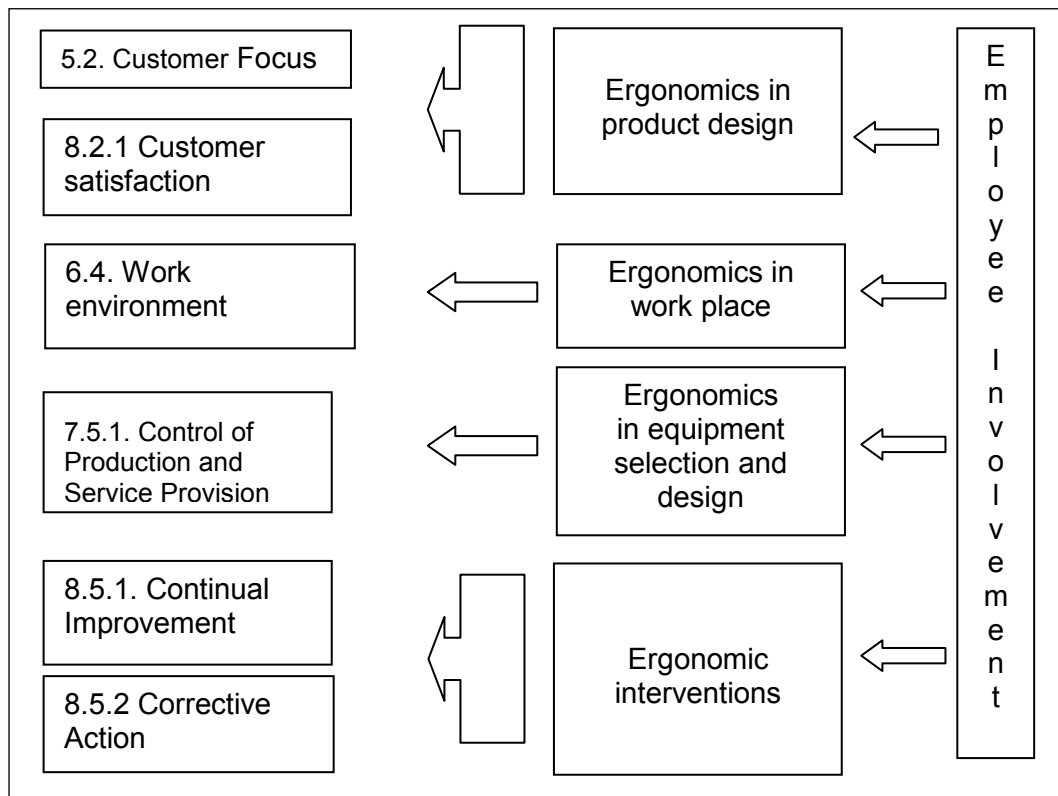 5.2. Customer Focus
8.2.1 Customer
satisfaction
Ergonomics in
product design
6.4. Work
environment
Ergonomics in
work place
7.5.1. Control of
Production and
Service Provision
Ergonomics
in equipment
selection and
design
8.5.1. Continual
Improvement
8.5.2 Corrective
Action
Ergonomic
interventions
Employee Involvement